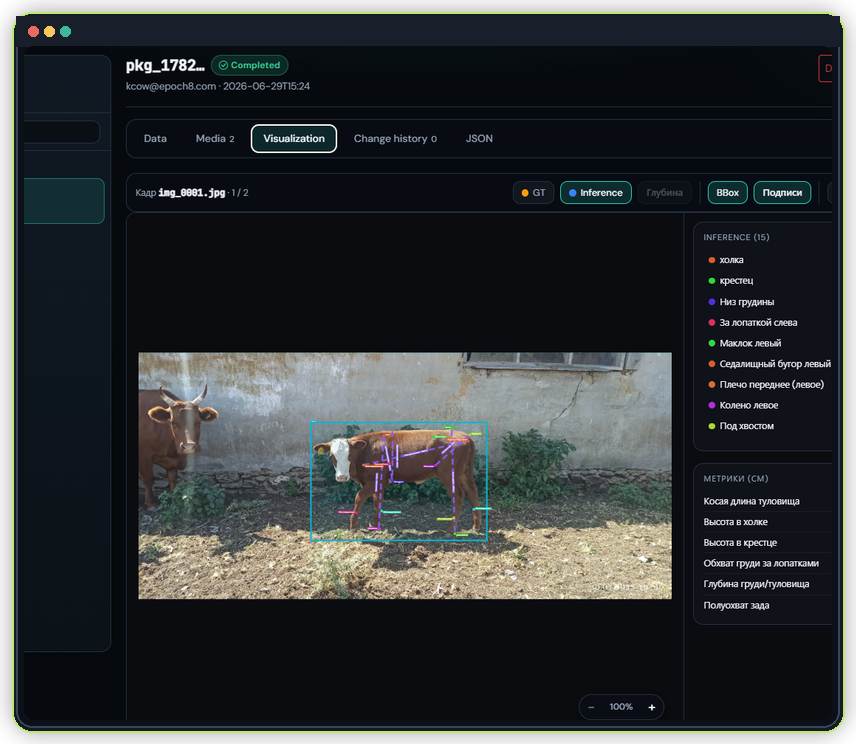 pkg_1782… Completed
kcow@epoch8.com · 2026-06-29T15:24
D
Data Media 2 Visualization Change history 0 JSON
Кадр img_0001.jpg · 1 / 2 GT Inference Глубина BBox Подписи
INFERENCE (15)
холка
крестец
Низ грудины
За лопаткой слева
Маклок левый
Седалищный бугор левый
Плечо переднее (левое)
Колено левое
Под хвостом
МЕТРИКИ (СМ)
Косая длина туловища
Высота в холке
Высота в крестце
Обхват груди за лопатками
Глубина груди/туловища
Полуохват зада
− 100% +